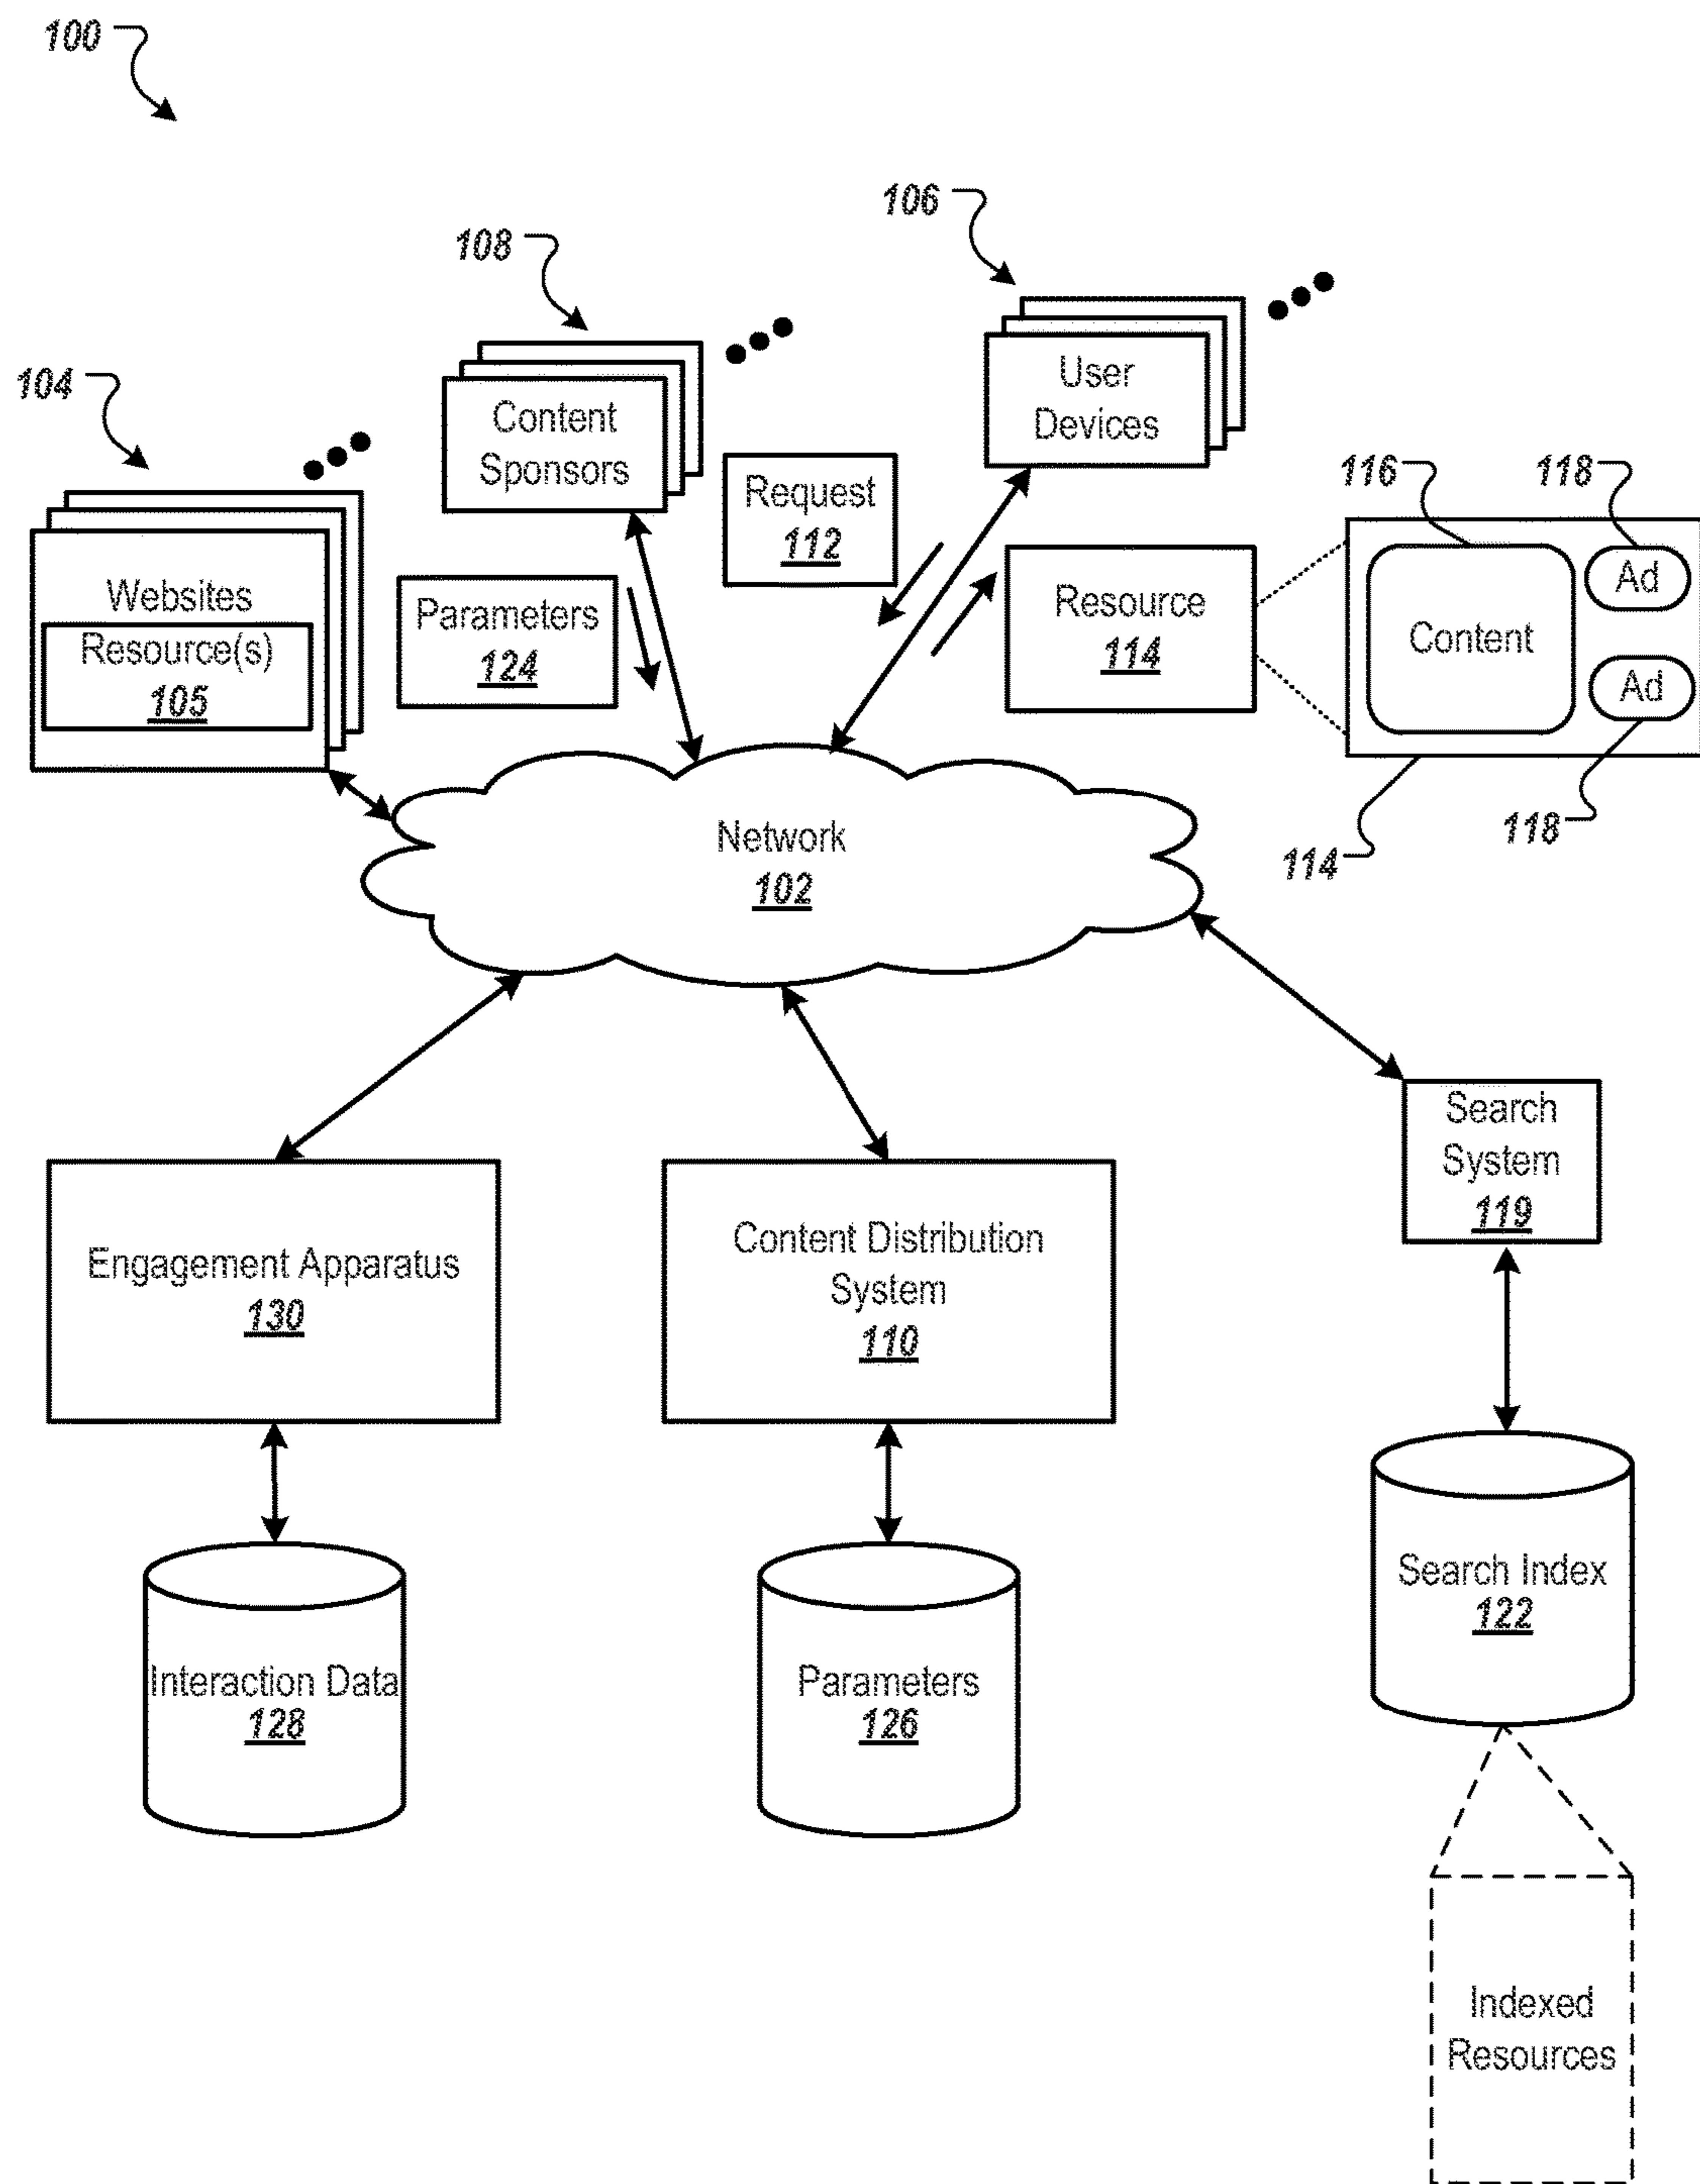 100
106
108
104
User
Devices
Content
Sponsors
Request
112
116
118
Websites
Resource(s)
105
Parameters
124
Resource
114
Content
Ad
Ad
118
114
Network
102
Search
System
119
Engagement Apparatus
130
Content Distribution
System
110
Search Index
122
Interaction Data
128
Parameters
126
Indexed
Resources